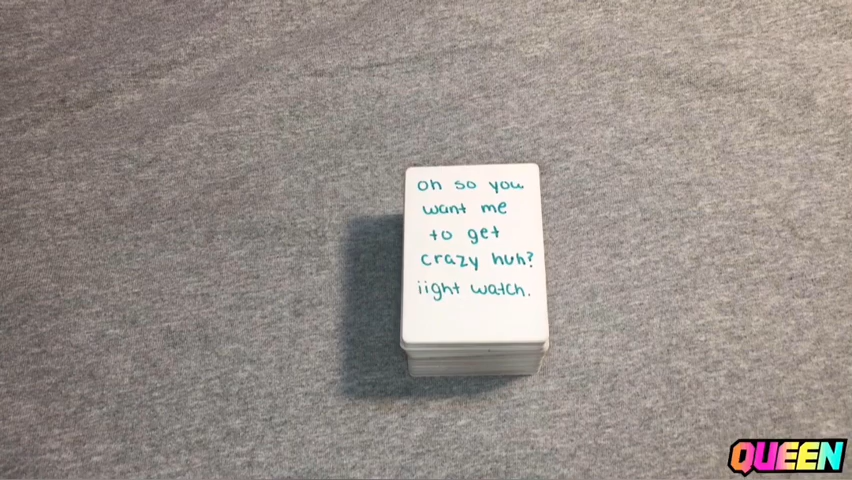 oh so you
want me
to get
crazy huh?
iight watch.
QUEEN